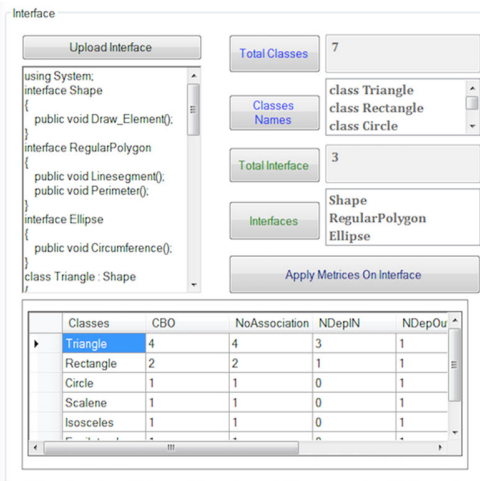 Interface
Upload Interface
using System;
interface Shape
{
public void Draw_Element();
}
interface RegularPolygon
{
public void Linesegment();
public void Perimeter();
}
interface Ellipse
{
public void Circumference();
}
class Triangle : Shape
Total Classes
7
Classes Names
class Triangle
class Rectangle
class Circle
Total Interface
3
Interfaces
Shape
RegularPolygon
Ellipse
Apply Metrices On Interface
Classes CBO NoAssociation NDepIN NDepOu
Triangle 4 4 3 1
Rectangle 2 2 1 1
Circle 1 1 0 1
Scalene 1 1 0 1
Isosceles 1 1 0 1